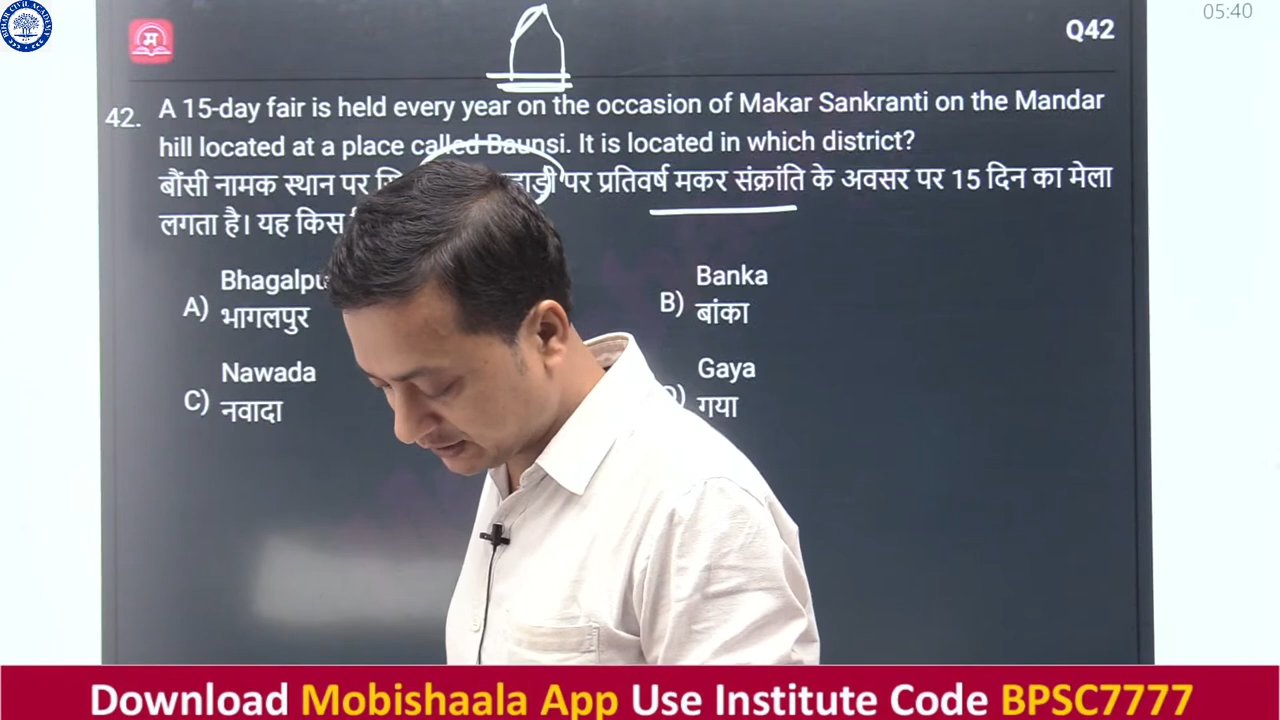 BIHAR CIVIL ACADEMY
05:40
म
Q42
42. A 15-day fair is held every year on the occasion of Makar Sankranti on the Mandar
hill located at a place called Baunsi. It is located in which district?
बौंसी नामक स्थान पर पर प्रतिवर्ष मकर संक्रांति के अवसर पर 15 दिन का मेला
लगता है। यह किस
A) Bhagalpu
भागलपुर
B) Banka
बांका
C) Nawada
नवादा
Gaya
गया
Download Mobishaala App Use Institute Code BPSC7777